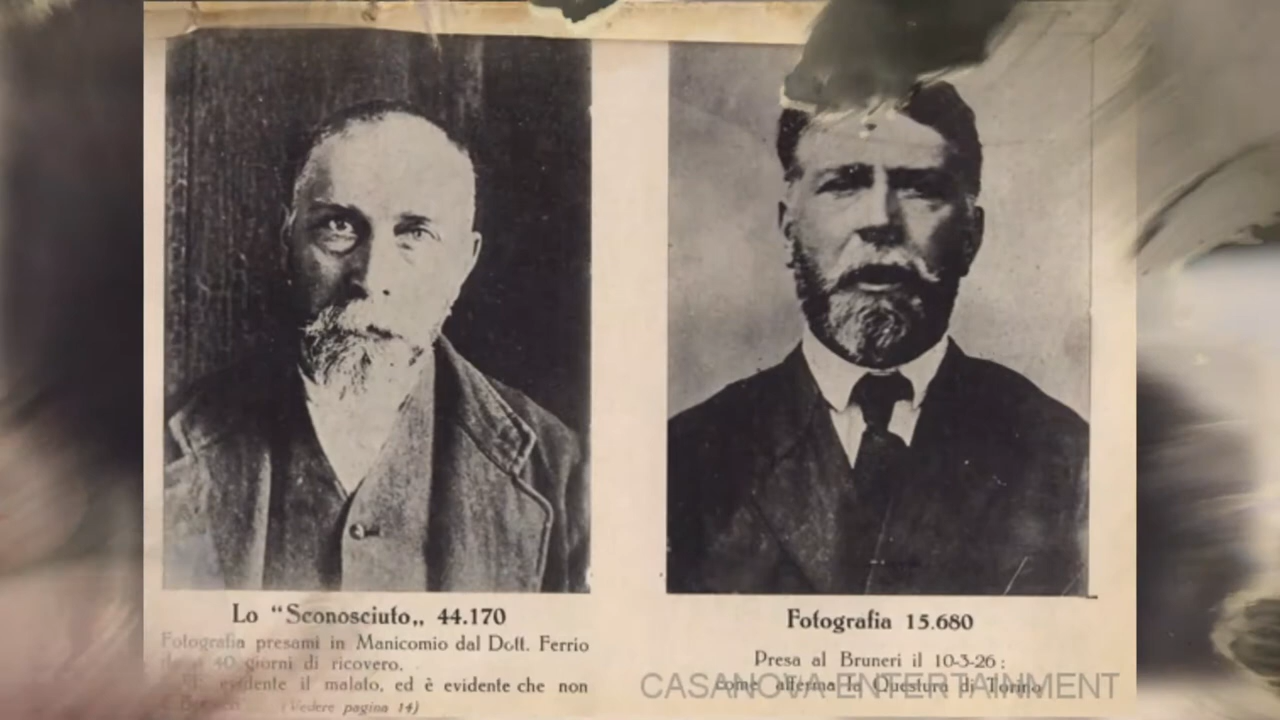 Lo “Sconosciuto„ 44.170
Fotografia presami in Manicomio dal Dott. Ferrio
40 giorni di ricovero.
evidente il malato, ed è evidente che non
(Vedere pagina 14)
Fotografia 15.680
Presa al Bruneri il 10-3-26 :
come afferma la Questura di Torino
CASANOVA ENTERTAINMENT